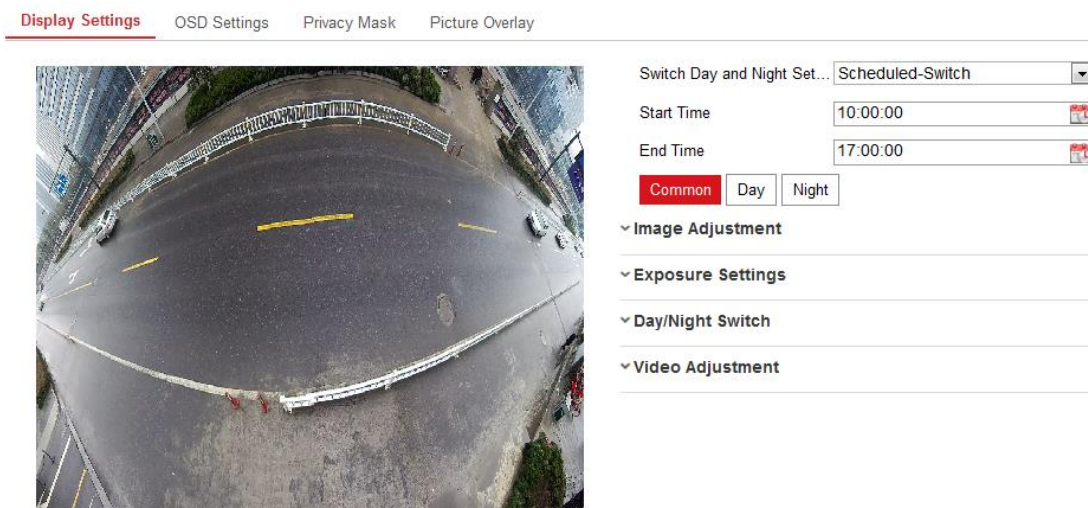 Display Settings OSD Settings Privacy Mask Picture Overlay
Switch Day and Night Set... Scheduled-Switch
Start Time 10:00:00
End Time 17:00:00
Common Day Night
Image Adjustment
Exposure Settings
Day/Night Switch
Video Adjustment